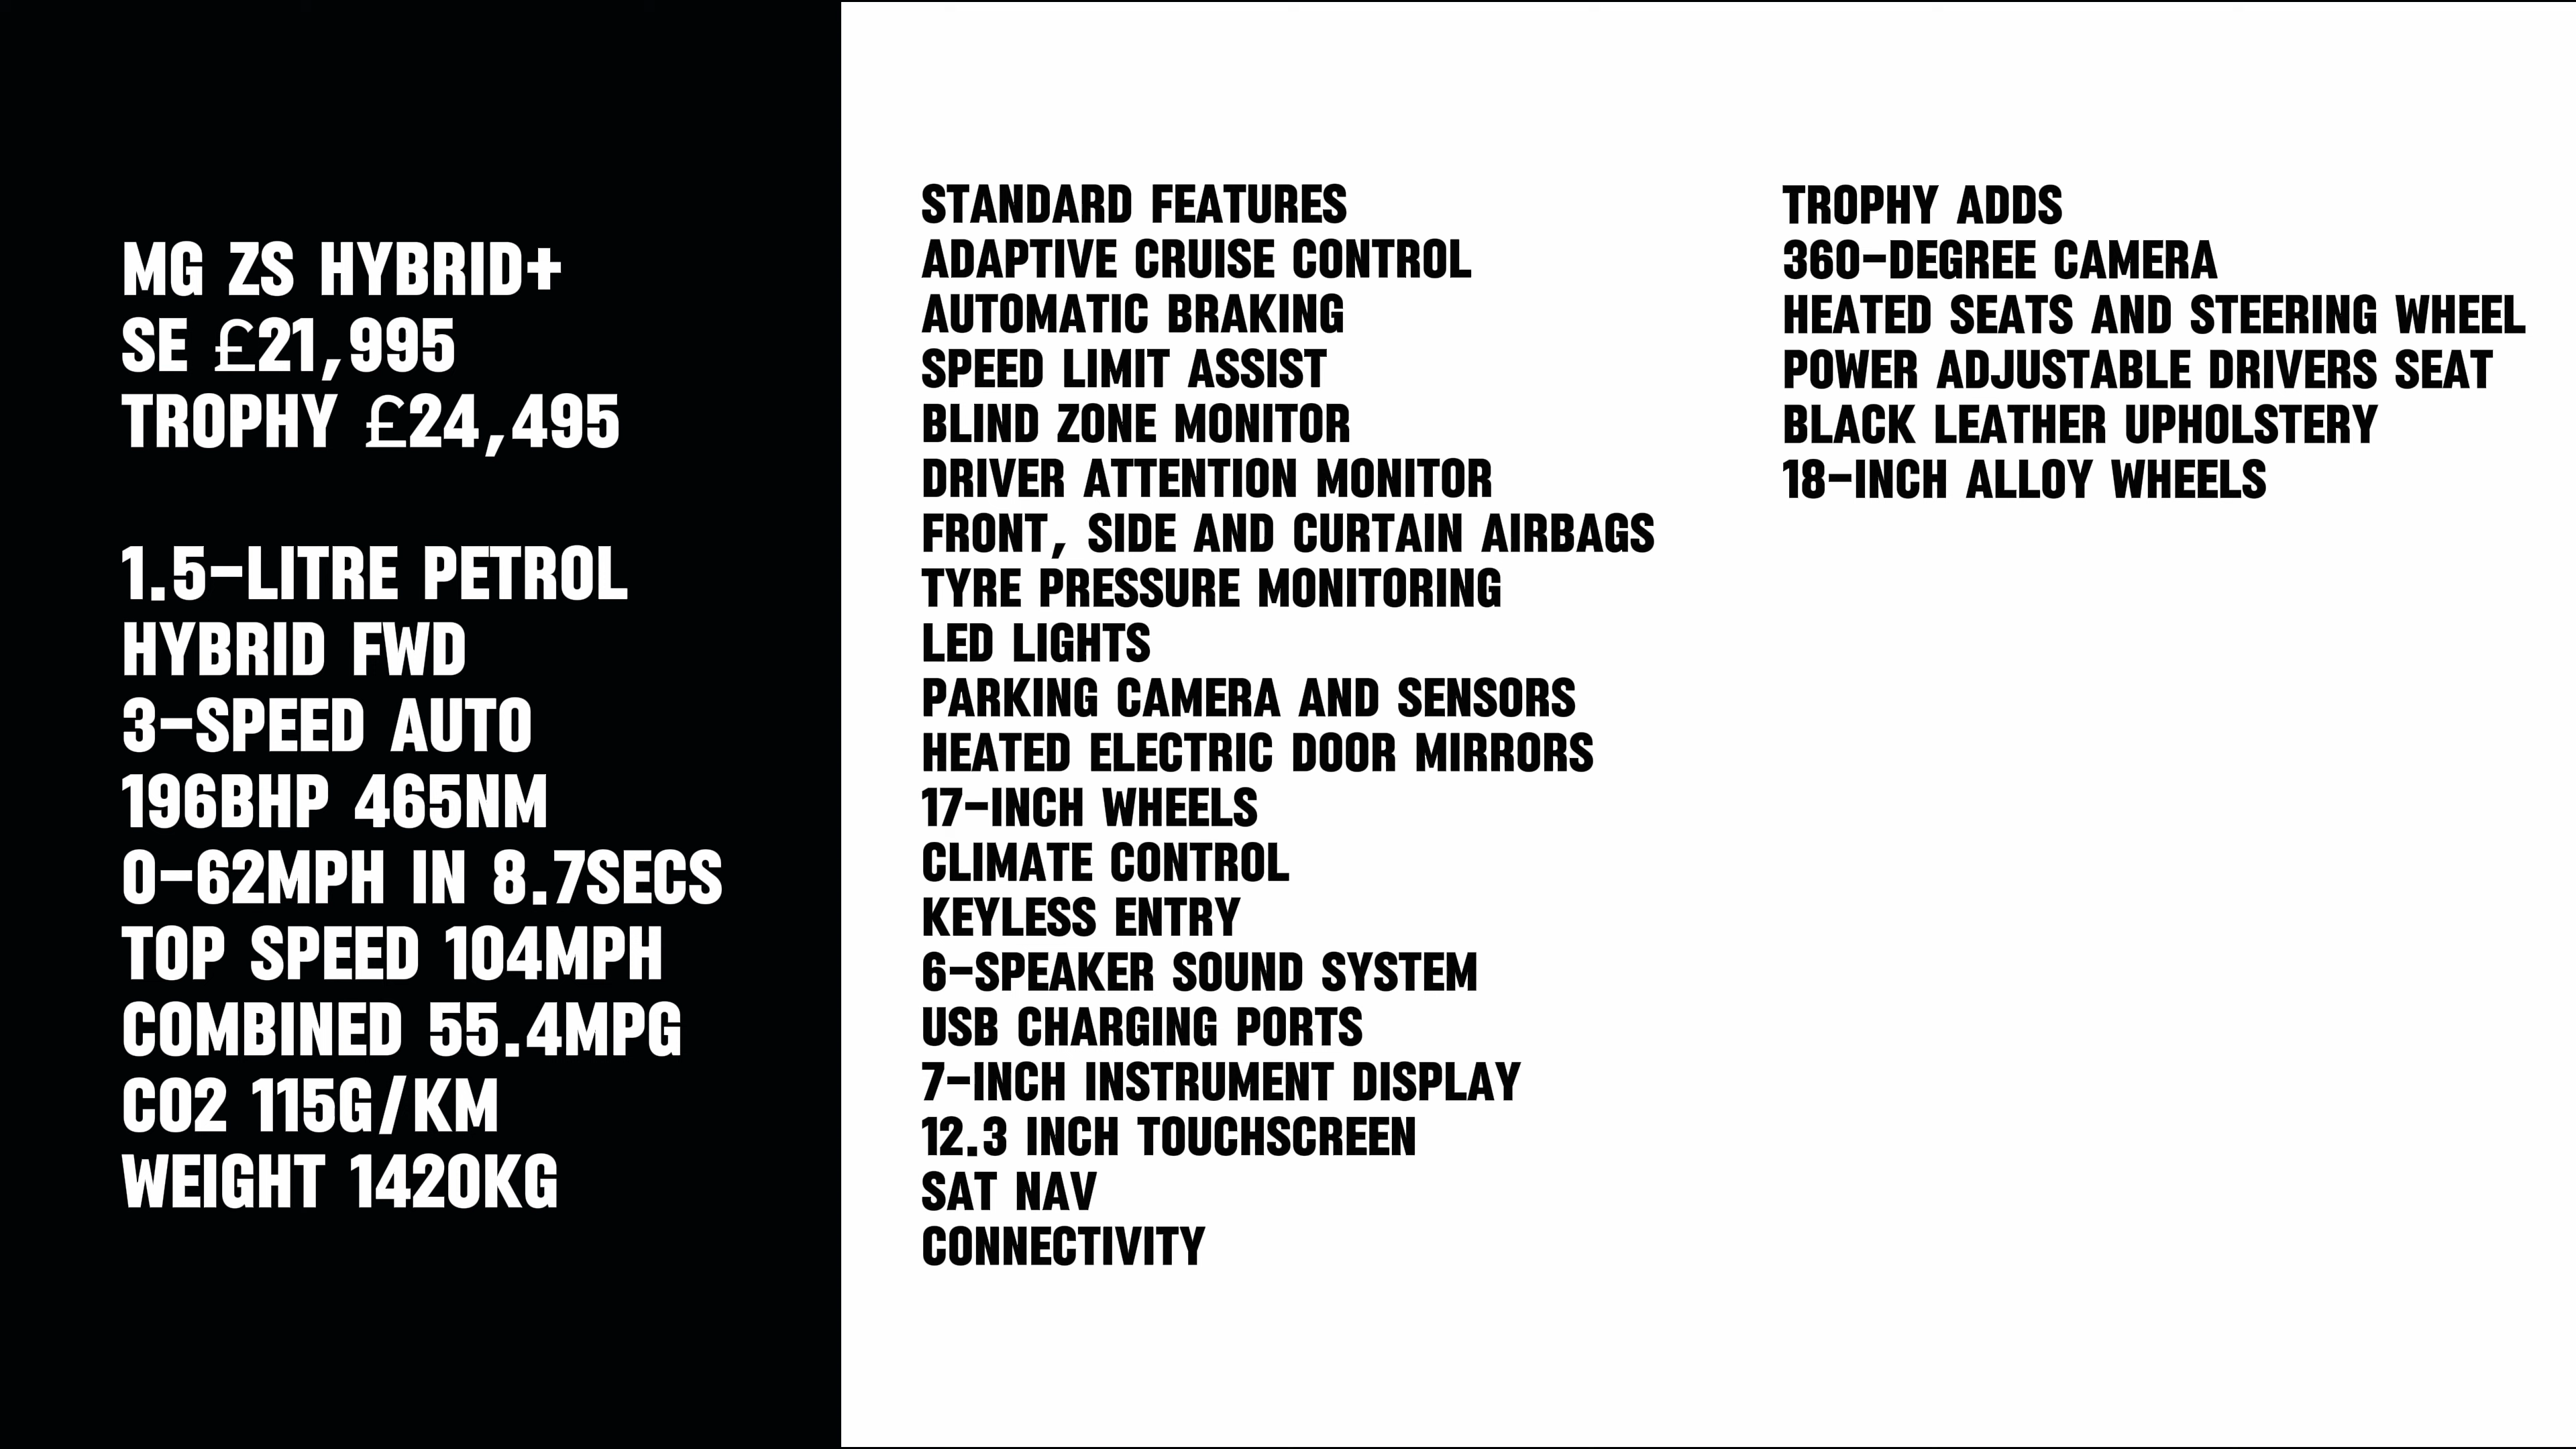 MG ZS HYBRID+
SE £21,995
TROPHY £24,495
1.5-LITRE PETROL
HYBRID FWD
3-SPEED AUTO
196BHP 465NM
0-62MPH IN 8.7SECS
TOP SPEED 104MPH
COMBINED 55.4MPG
CO2 115G/KM
WEIGHT 1420KG
STANDARD FEATURES
ADAPTIVE CRUISE CONTROL
AUTOMATIC BRAKING
SPEED LIMIT ASSIST
BLIND ZONE MONITOR
DRIVER ATTENTION MONITOR
FRONT, SIDE AND CURTAIN AIRBAGS
TYRE PRESSURE MONITORING
LED LIGHTS
PARKING CAMERA AND SENSORS
HEATED ELECTRIC DOOR MIRRORS
17-INCH WHEELS
CLIMATE CONTROL
KEYLESS ENTRY
6-SPEAKER SOUND SYSTEM
USB CHARGING PORTS
7-INCH INSTRUMENT DISPLAY
12.3 INCH TOUCHSCREEN
SAT NAV
CONNECTIVITY
TROPHY ADDS
360-DEGREE CAMERA
HEATED SEATS AND STEERING WHEEL
POWER ADJUSTABLE DRIVERS SEAT
BLACK LEATHER UPHOLSTERY
18-INCH ALLOY WHEELS